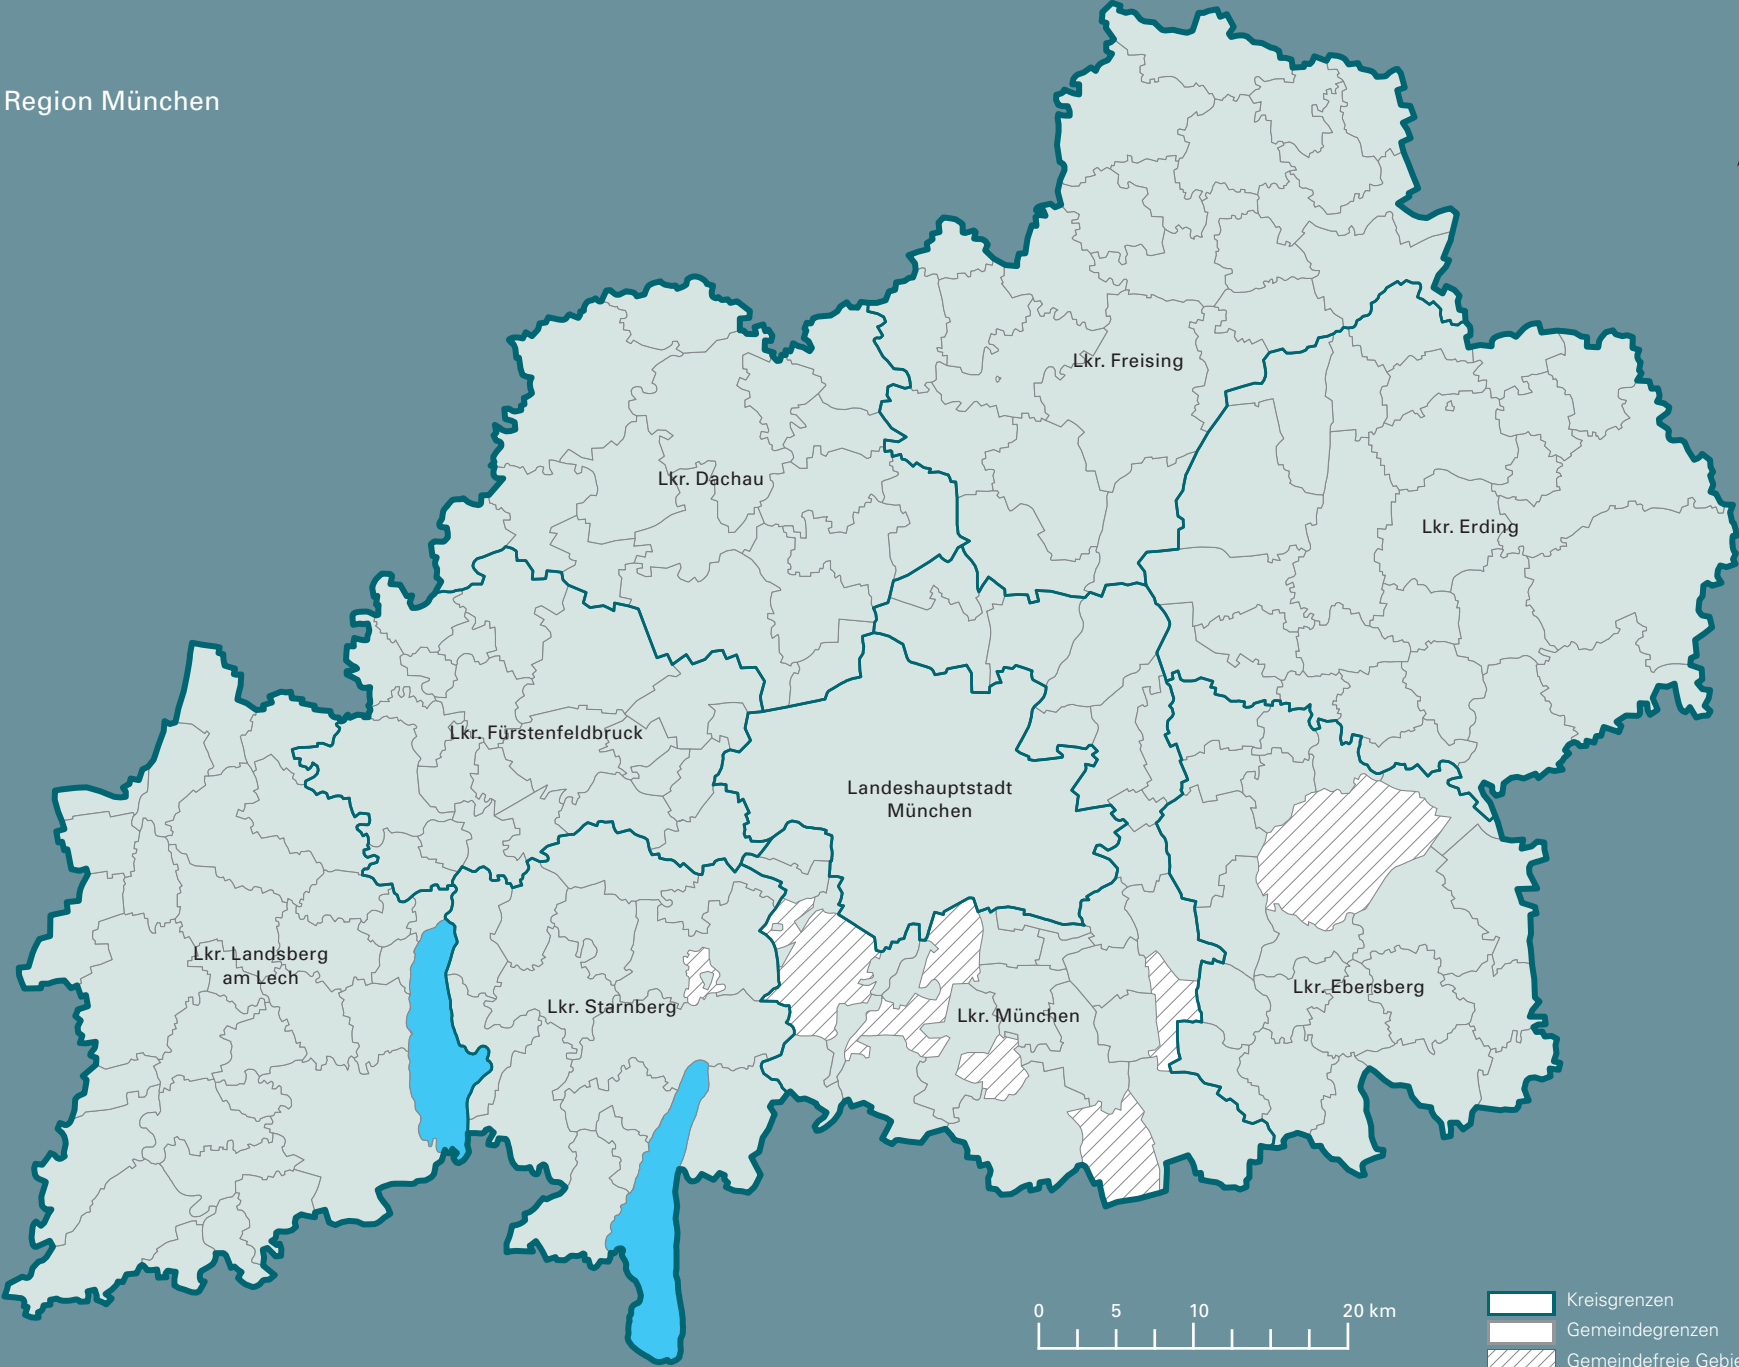 Region München
Lkr. Freising
Lkr. Dachau
Lkr. Erding
Lkr. Fürstenfeldbruck
Landeshauptstadt
München
Lkr. Landsberg
am Lech
Lkr. Starnberg
Lkr. München
Lkr. Ebersberg
0 5 10 20 km
Kreisgrenzen
Gemeindegrenzen
Gemeindefreie